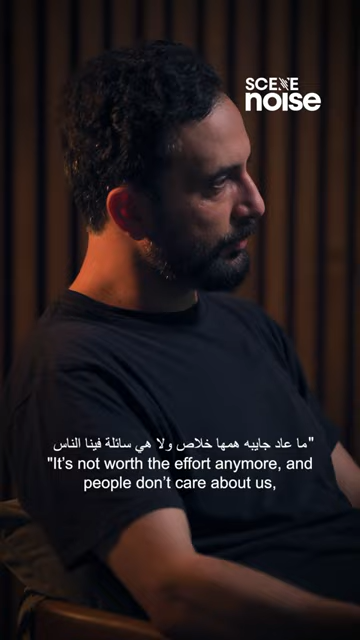 SCENE
noise
"ما عاد جايبه همها خلاص ولا هي سائلة فينا الناس
"It's not worth the effort anymore, and
people don't care about us,